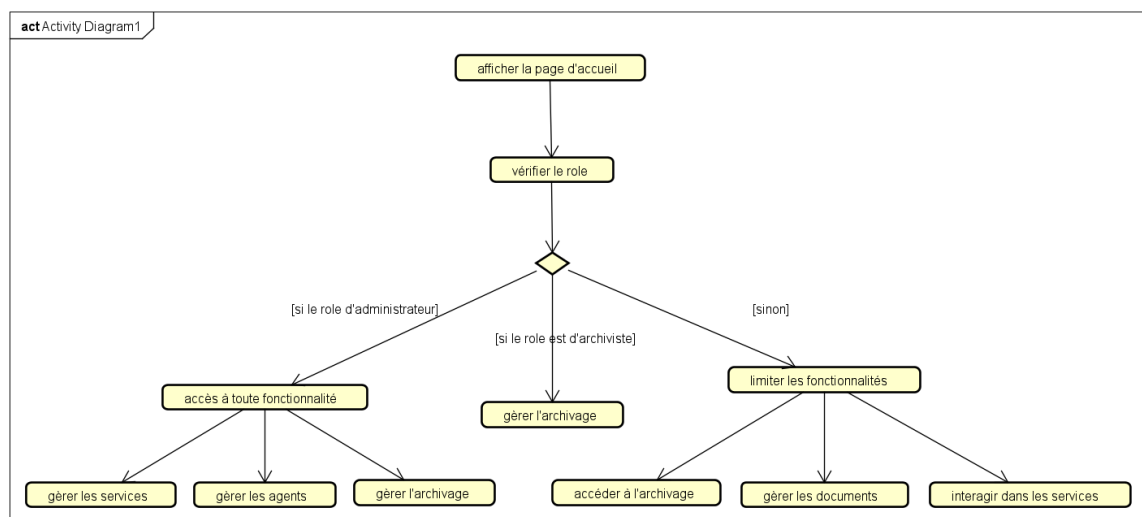 act Activity Diagram1
afficher la page d'accueil
vérifier le role
[si le role d'administrateur]
[si le role est d'archiviste]
[sinon]
accès à toute fonctionnalité
gèrer l'archivage
limiter les fonctionnalités
gèrer les services
gèrer les agents
gèrer l'archivage
accéder à l'archivage
gèrer les documents
interagir dans les services